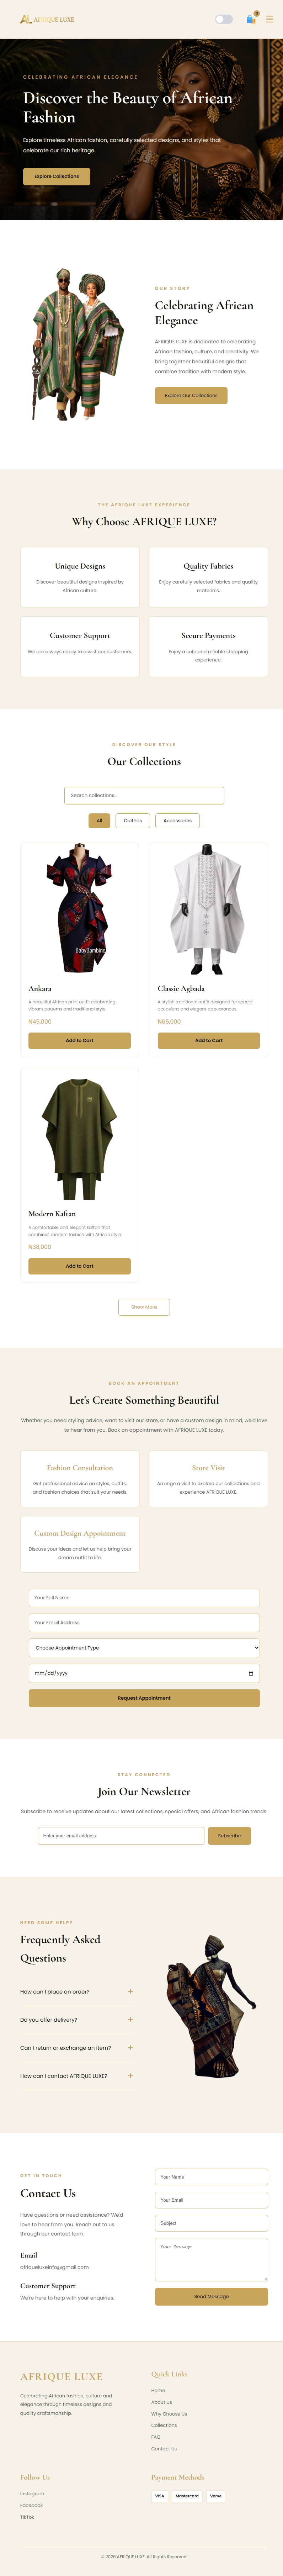 AFRIQUE LUXE
0
CELEBRATING AFRICAN ELEGANCE
Discover the Beauty of African
Fashion
Explore timeless African fashion, carefully selected designs, and styles that
celebrate our rich heritage.
Explore Collections
OUR STORY
Celebrating African
Elegance
AFRIQUE LUXE is dedicated to celebrating
African fashion, culture, and creativity. We
bring together beautiful designs that
combine tradition with modern style.
Explore Our Collections
THE AFRIQUE LUXE EXPERIENCE
Why Choose AFRIQUE LUXE?
Unique Designs
Discover beautiful designs inspired by
African culture.
Quality Fabrics
Enjoy carefully selected fabrics and quality
materials.
Customer Support
We are always ready to assist our customers.
Secure Payments
Enjoy a safe and reliable shopping
experience.
DISCOVER OUR STYLE
Our Collections
Search collections...
All
Clothes
Accessories
BabyBambino
Ankara
A beautiful African print outfit celebrating
vibrant patterns and traditional style.
₦45,000
Add to Cart
Classic Agbada
A stylish traditional outfit designed for special
occasions and elegant appearances.
₦65,000
Add to Cart
Modern Kaftan
A comfortable and elegant kaftan that
combines modern fashion with African style.
₦38,000
Add to Cart
Show More
BOOK AN APPOINTMENT
Let's Create Something Beautiful
Whether you need styling advice, want to visit our store, or have a custom design in mind, we'd love
to hear from you. Book an appointment with AFRIQUE LUXE today.
Fashion Consultation
Get professional advice on styles, outfits,
and fashion choices that suit your needs.
Store Visit
Arrange a visit to explore our collections and
experience AFRIQUE LUXE.
Custom Design Appointment
Discuss your ideas and let us help bring your
dream outfit to life.
Your Full Name
Your Email Address
Choose Appointment Type
mm/dd/yyyy
Request Appointment
STAY CONNECTED
Join Our Newsletter
Subscribe to receive updates about our latest collections, special offers, and African fashion trends.
Enter your email address
Subscribe
NEED SOME HELP?
Frequently Asked
Questions
How can I place an order? +
Do you offer delivery? +
Can I return or exchange an item? +
How can I contact AFRIQUE LUXE? +
GET IN TOUCH
Contact Us
Have questions or need assistance? We'd
love to hear from you. Reach out to us
through our contact form.
Email
afriqueluxeinfo@gmail.com
Customer Support
We're here to help with your enquiries.
Your Name
Your Email
Subject
Your Message
Send Message
AFRIQUE LUXE
Celebrating African fashion, culture and
elegance through timeless designs and
quality craftsmanship.
Quick Links
Home
About Us
Why Choose Us
Collections
FAQ
Contact Us
Follow Us
Instagram
Facebook
TikTok
Payment Methods
VISA
Mastercard
Verve
© 2026 AFRIQUE LUXE. All Rights Reserved.